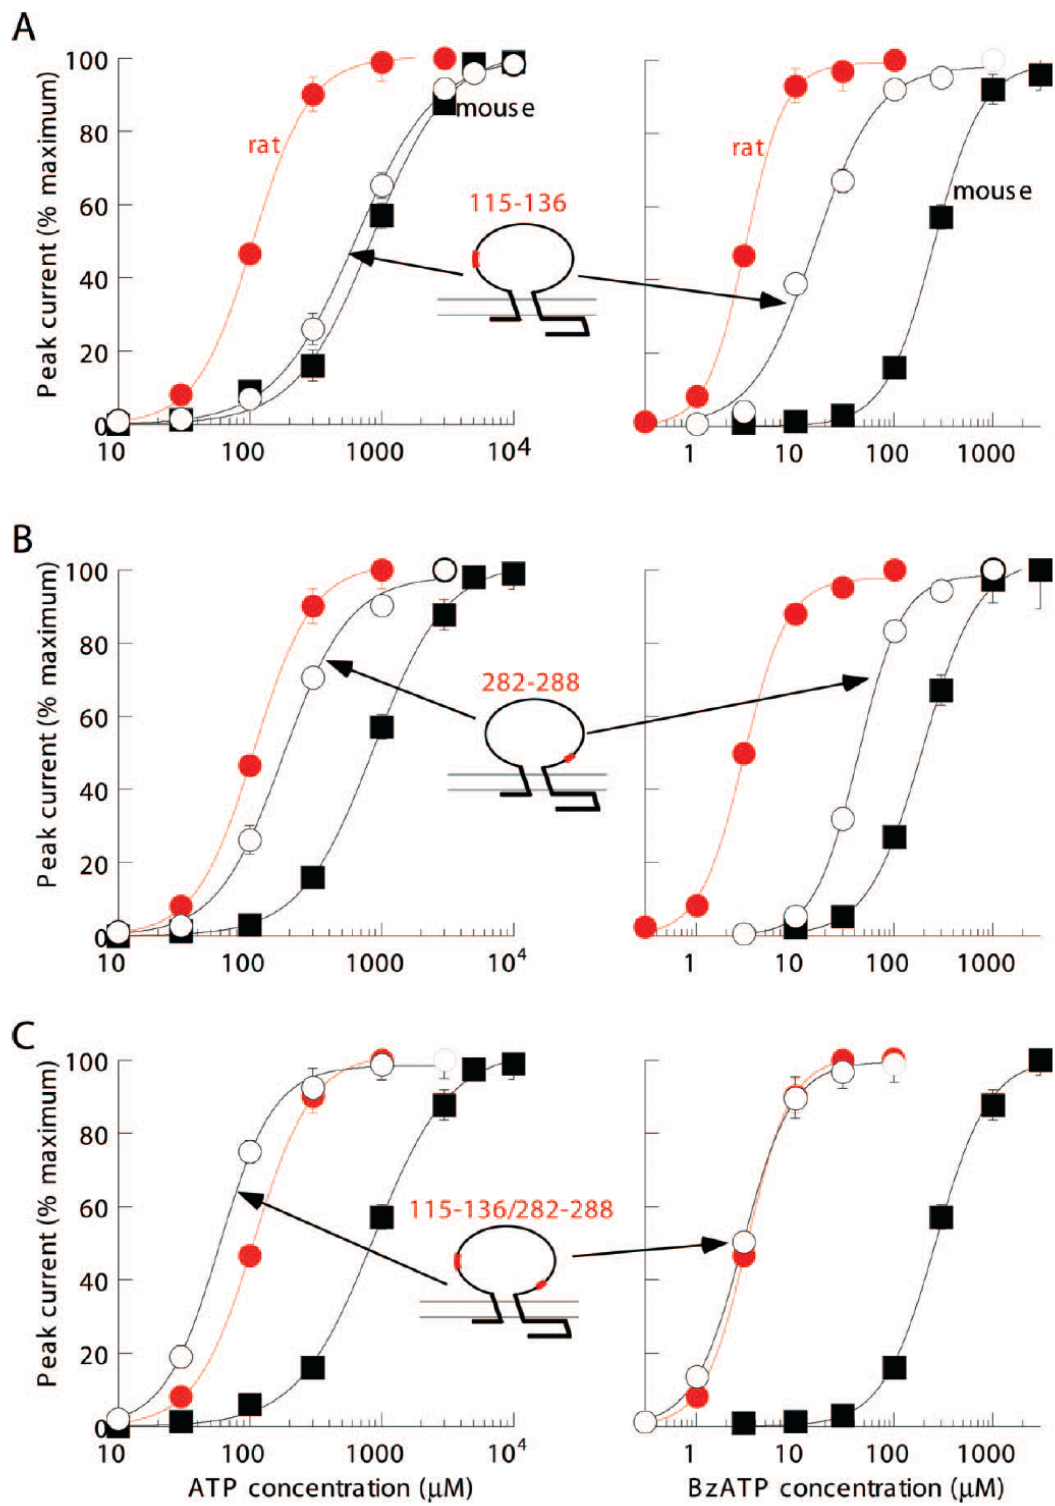 A
Peak current (% maximum)
100
80
60
40
20
0
10 100 1000 10⁴
rat
mouse
115-136
rat
mouse
1 10 100 1000
B
Peak current (% maximum)
100
80
60
40
20
0
10 100 1000 10⁴
282-288
1 10 100 1000
C
Peak current (% maximum)
100
80
60
40
20
0
10 100 1000 10⁴
115-136/282-288
1 10 100 1000
ATP concentration (μM)
BzATP concentration (μM)